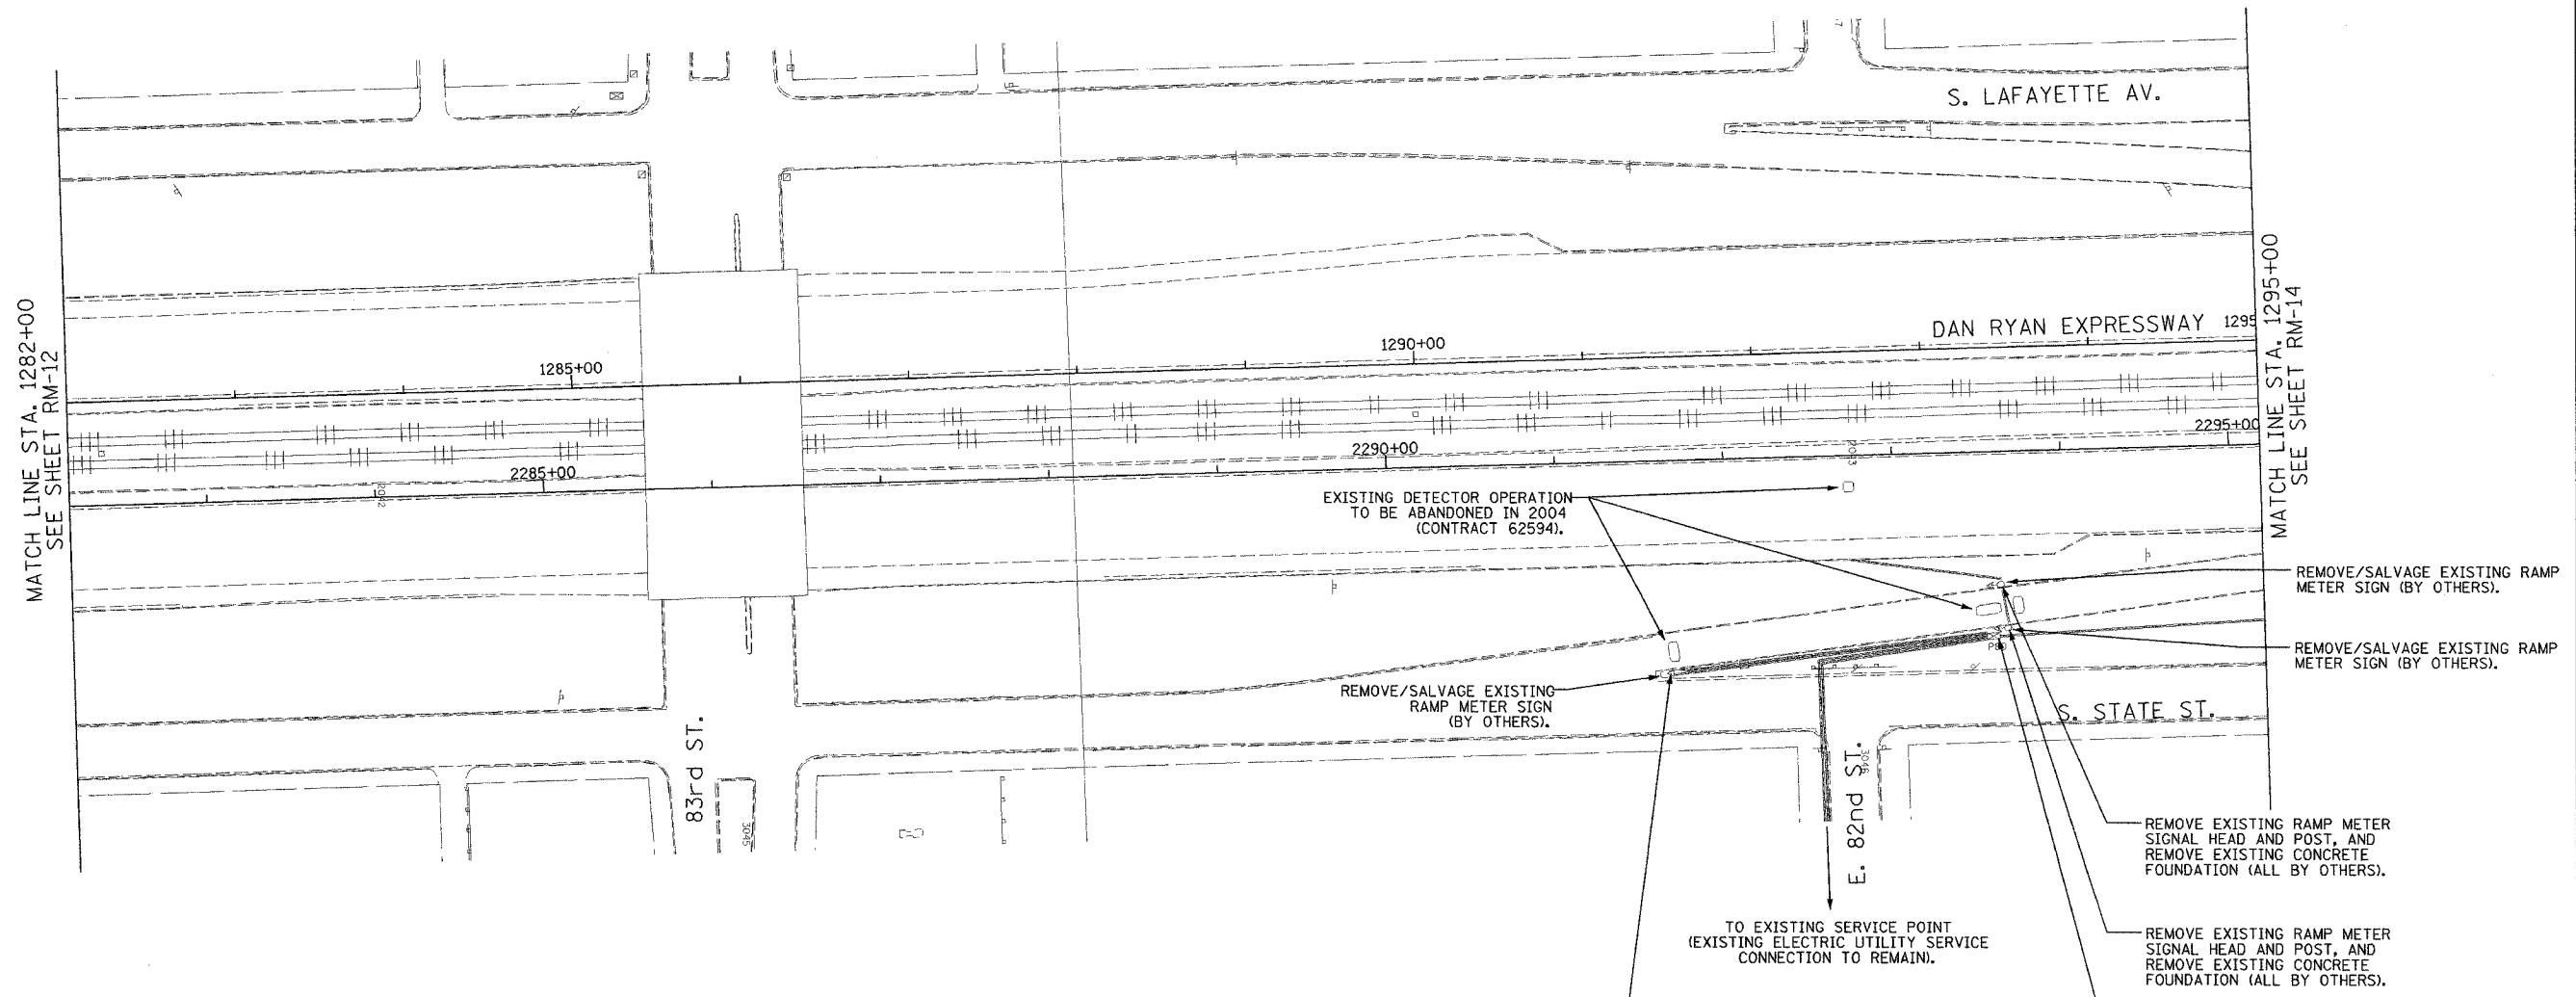 S. LAFAYETTE AV.
MATCH LINE STA. 1282+00
SEE SHEET RM-12
MATCH LINE STA. 1295+00
SEE SHEET RM-14
DAN RYAN EXPRESSWAY
1295
1290+00
1285+00
2295+00
2290+00
2285+00
EXISTING DETECTOR OPERATION
TO BE ABANDONED IN 2004
(CONTRACT 62594).
REMOVE/SALVAGE EXISTING RAMP
METER SIGN (BY OTHERS).
REMOVE/SALVAGE EXISTING RAMP
METER SIGN (BY OTHERS).
REMOVE/SALVAGE EXISTING
RAMP METER SIGN
(BY OTHERS).
S. STATE ST.
83rd ST.
3045
E. 82nd ST.
3046
REMOVE EXISTING RAMP METER
SIGNAL HEAD AND POST, AND
REMOVE EXISTING CONCRETE
FOUNDATION (ALL BY OTHERS).
TO EXISTING SERVICE POINT
(EXISTING ELECTRIC UTILITY SERVICE
CONNECTION TO REMAIN).
REMOVE EXISTING RAMP METER
SIGNAL HEAD AND POST, AND
REMOVE EXISTING CONCRETE
FOUNDATION (ALL BY OTHERS).